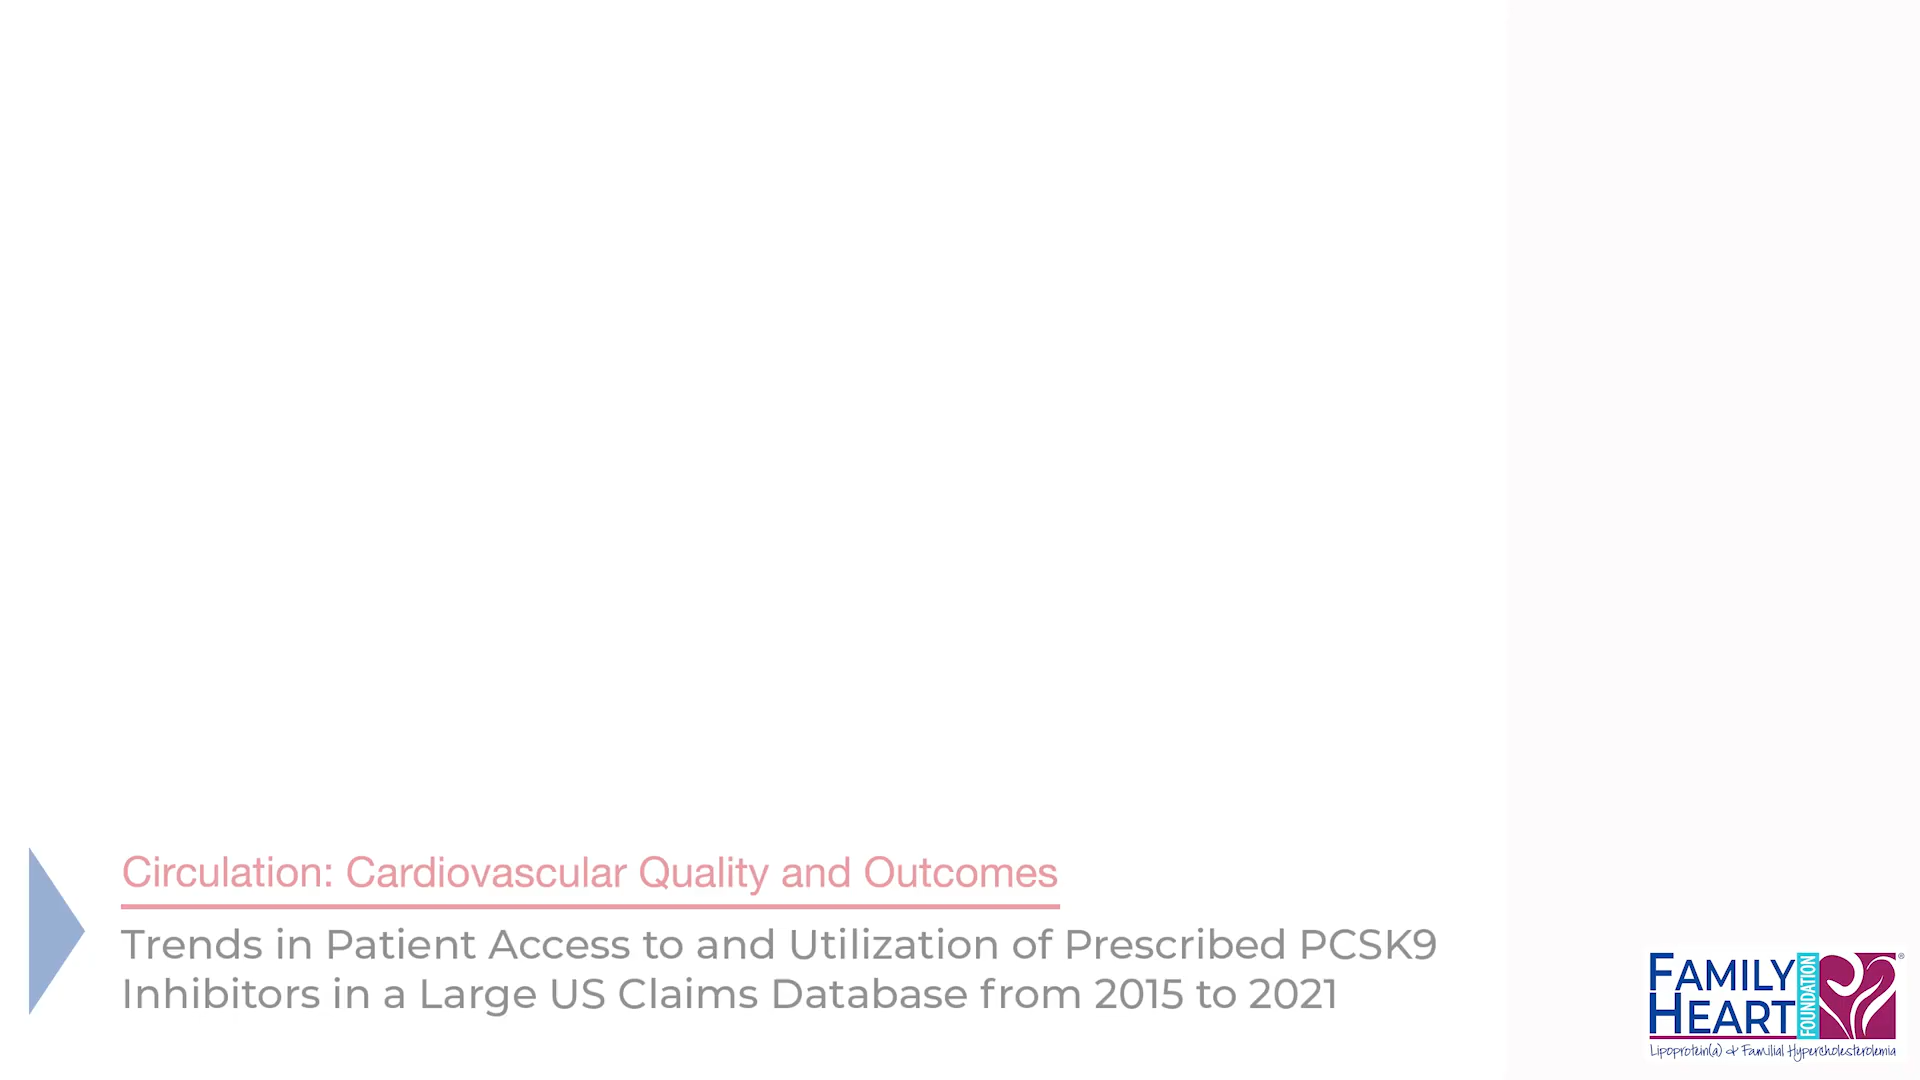 Circulation: Cardiovascular Quality and Outcomes
Trends in Patient Access to and Utilization of Prescribed PCSK9
Inhibitors in a Large US Claims Database from 2015 to 2021
FAMILY
HEART
FOUNDATION
®
Lipoprotein(a) & Familial Hypercholesterolemia